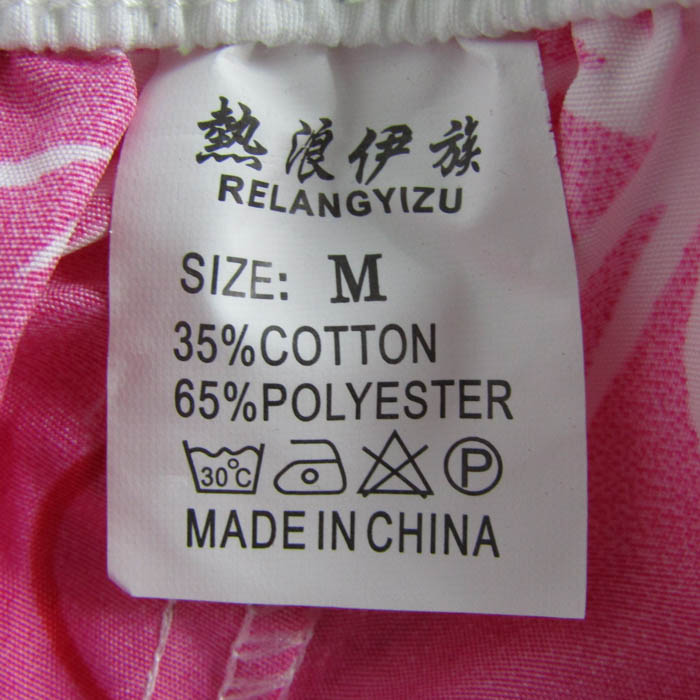 熱浪伊族
RELANGYIZU
SIZE: M
35%COTTON
65%POLYESTER
30°C P
MADE IN CHINA